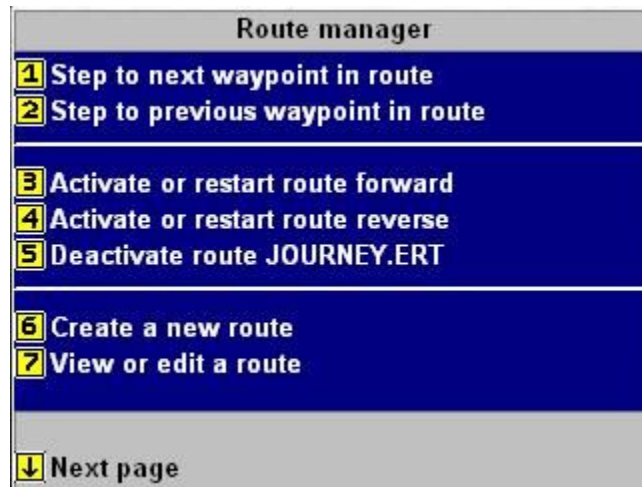 Route manager
1 Step to next waypoint in route
2 Step to previous waypoint in route
3 Activate or restart route forward
4 Activate or restart route reverse
5 Deactivate route JOURNEY.ERT
6 Create a new route
7 View or edit a route
↓ Next page